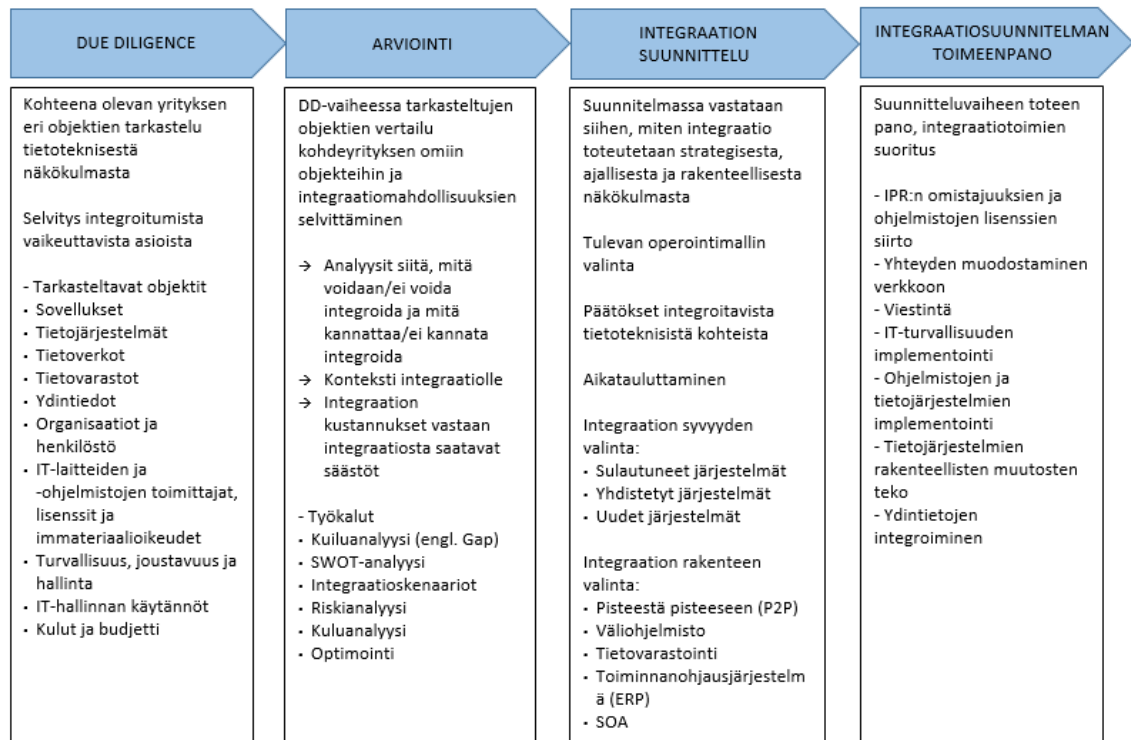 DUE DILIGENCE
ARVIOINTI
INTEGRAATION
SUUNNITTELU
INTEGRAATIOSUUNNITELMAN
TOIMEENPANO
Kohteena olevan yrityksen
eri objektien tarkastelu
tietoteknisestä
näkökulmasta
Selvitys integroitumista
vaikeuttavista asioista
- Tarkasteltavat objektit
• Sovellukset
• Tietojärjestelmät
• Tietoverkot
• Tietovarastot
• Ydintiedot
• Organisaatiot ja
henkilöstö
• IT-laitteiden ja
-ohjelmistojen toimittajat,
lisenssit ja
immateriaalioikeudet
• Turvallisuus, joustavuus ja
hallinta
• IT-hallinnan käytännöt
• Kulut ja budjetti
DD-vaiheessa tarkasteltujen
objektien vertailu
kohdeyrityksen omiin
objekteihin ja
integraatiomahdollisuuksien
selvittäminen
→ Analyysit siitä, mitä
voidaan/ei voida
integroida ja mitä
kannattaa/ei kannata
integroida
→ Konteksti integraatiolle
→ Integraation
kustannukset vastaan
integraatiosta saatavat
säästöt
- Työkalut
• Kuiluanalyysi (engl. Gap)
• SWOT-analyysi
• Integraatioskenaariot
• Riskianalyysi
• Kuluanalyysi
• Optimointi
Suunnitelmassa vastataan
siihen, miten integraatio
toteutetaan strategisesta,
ajallisesta ja rakenteellisesta
näkökulmasta
Tulevan operointimallin
valinta
Päätökset integroitavista
tietoteknisistä kohteista
Aikatauluttaminen
Integraation syvyyden
valinta:
• Sulautuneet järjestelmät
• Yhdistetyt järjestelmät
• Uudet järjestelmät
Integraation rakenteen
valinta:
• Pisteestä pisteeseen (P2P)
• Väliohjelmisto
• Tietovarastointi
• Toiminnanohjausjärjestelm
ä (ERP)
• SOA
Suunnitteluvaiheen toteen
pano, integraatiotoimien
suoritus
- IPR:n omistajuuksien ja
ohjelmistojen lisenssien
siirto
- Yhteyden muodostaminen
verkkoon
- Viestintä
- IT-turvallisuuden
implementointi
- Ohjelmistojen ja
tietojärjestelmien
implementointi
- Tietojärjestelmien
rakenteellisten muutosten
teko
- Ydintietojen
integroiminen